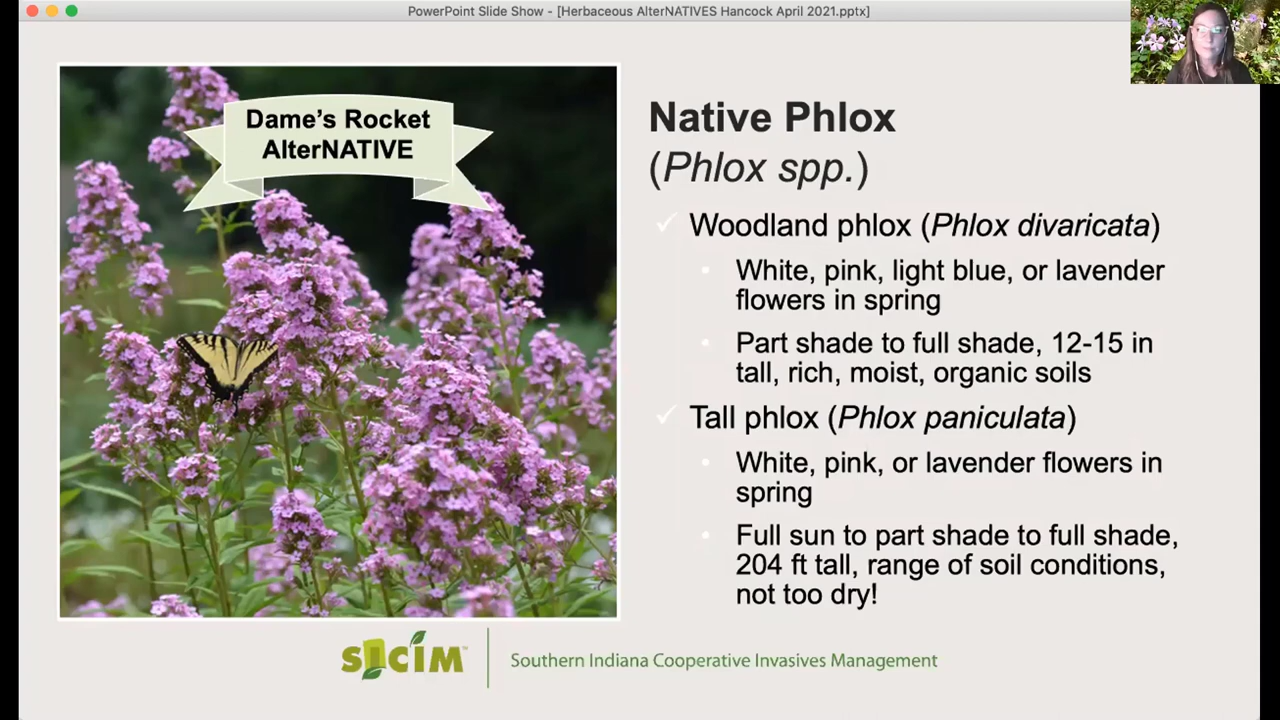 PowerPoint Slide Show - [Herbaceous AlterNATIVES Hancock April 2021.pptx]
Dame's Rocket
AlterNATIVE
Native Phlox
(Phlox spp.)
Woodland phlox (Phlox divaricata)
White, pink, light blue, or lavender
flowers in spring
Part shade to full shade, 12-15 in
tall, rich, moist, organic soils
Tall phlox (Phlox paniculata)
White, pink, or lavender flowers in
spring
Full sun to part shade to full shade,
204 ft tall, range of soil conditions,
not too dry!
SICIM™
Southern Indiana Cooperative Invasives Management